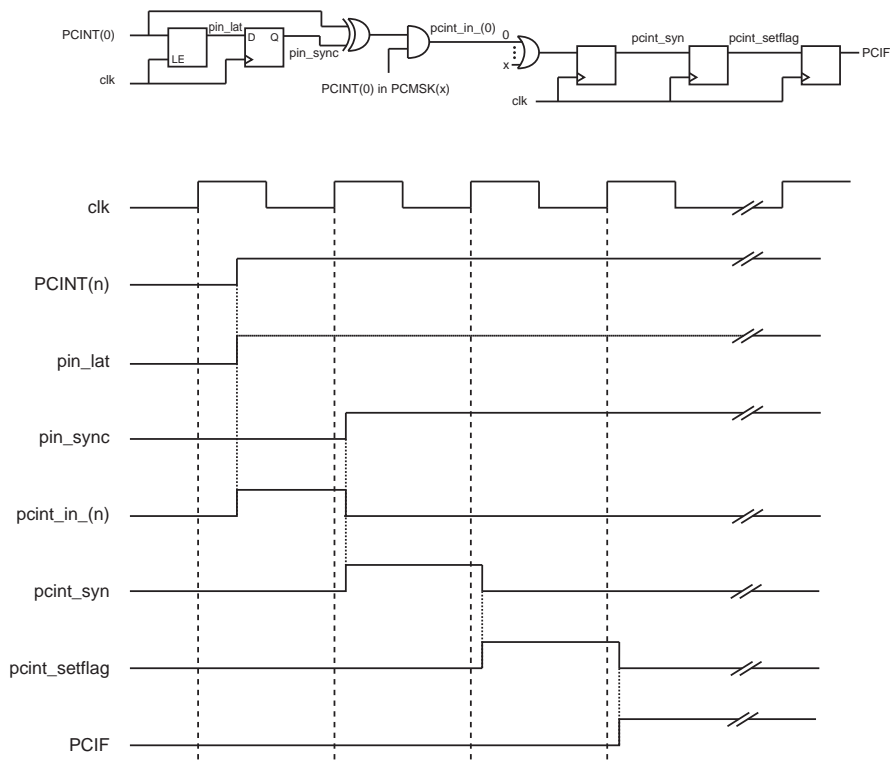 PCINT(0)
pin_lat
D Q
LE
pin_sync
clk
pcint_in_(0)
PCINT(0) in PCMSK(x)
0
x
clk
pcint_syn
pcint_setflag
PCIF
clk
PCINT(n)
pin_lat
pin_sync
pcint_in_(n)
pcint_syn
pcint_setflag
PCIF